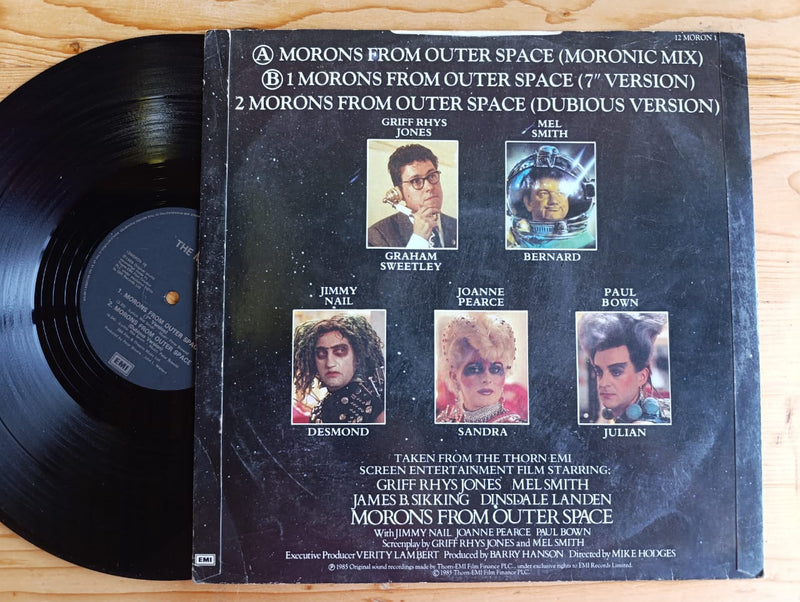 12 MORON 1
Ⓐ MORONS FROM OUTER SPACE (MORONIC MIX)
Ⓑ 1 MORONS FROM OUTER SPACE (7" VERSION)
2 MORONS FROM OUTER SPACE (DUBIOUS VERSION)
GRIFF RHYS
JONES
GRAHAM
SWEETLEY
MEL
SMITH
BERNARD
JIMMY
NAIL
DESMOND
JOANNE
PEARCE
SANDRA
PAUL
BOWN
JULIAN
TAKEN FROM THE THORN EMI
SCREEN ENTERTAINMENT FILM STARRING:
GRIFF RHYS JONES MEL SMITH
JAMES B. SIKKING DINSDALE LANDEN
MORONS FROM OUTER SPACE
With JIMMY NAIL JOANNE PEARCE PAUL BOWN
Screenplay by GRIFF RHYS JONES and MEL SMITH
Executive Producer VERITY LAMBERT Produced by BARRY HANSON Directed by MIKE HODGES
Ⓟ 1985 Original sound recordings made by Thorn-EMI Film Finance PLC., under exclusive rights to EMI Records Limited.
© 1985 Thorn-EMI Film Finance PLC.
EMI
THE
1. MORONS FROM OUTER SPACE
2. MORONS FROM OUTER SPACE
EMI